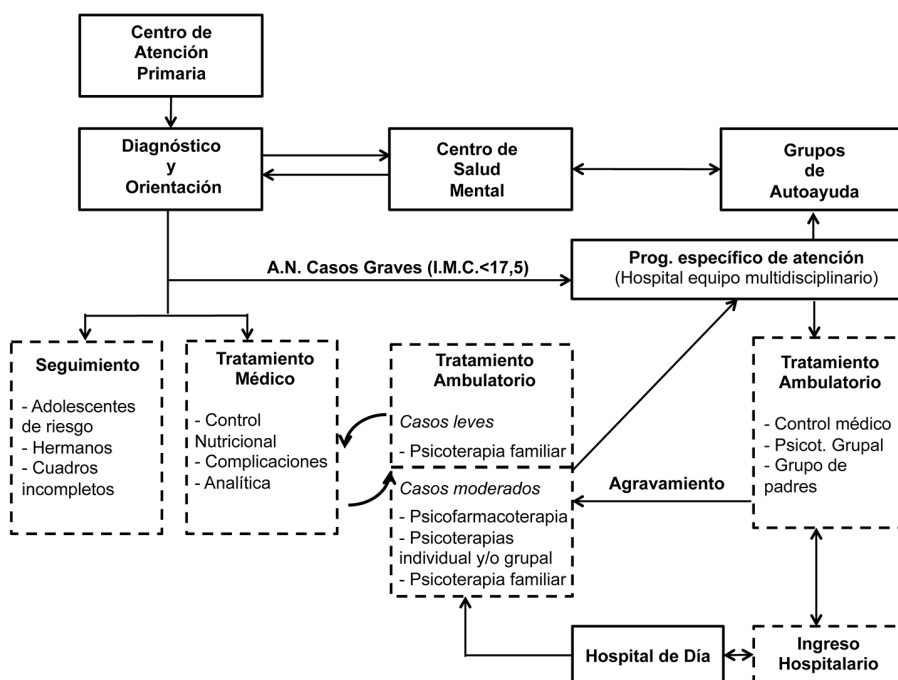 Centro de
Atención
Primaria
Diagnóstico
y
Orientación
Centro de
Salud
Mental
Grupos
de
Autoayuda
A.N. Casos Graves (I.M.C.<17,5)
Prog. específico de atención
(Hospital equipo multidisciplinario)
Seguimiento
- Adolescentes
de riesgo
- Hermanos
- Cuadros
incompletos
Tratamiento
Médico
- Control
Nutricional
- Complicaciones
- Analítica
Tratamiento
Ambulatorio
Casos leves
- Psicoterapia familiar
Casos moderados
- Psicofarmacoterapia
- Psicoterapias
individual y/o grupal
- Psicoterapia familiar
Agravamiento
Tratamiento
Ambulatorio
- Control médico
- Psicot. Grupal
- Grupo de
padres
Hospital de Día
Ingreso
Hospitalario